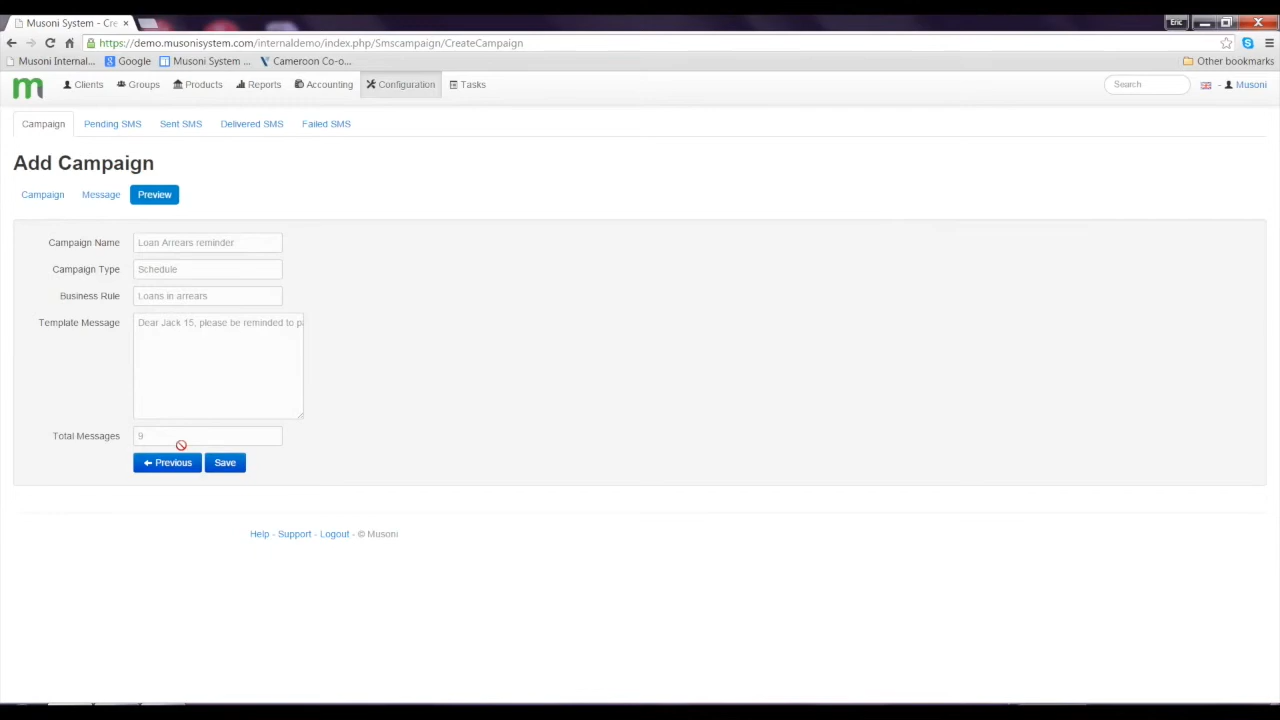 Musoni System - Cre × Eric
https://demo.musonisystem.com/internaldemo/index.php/Smscampaign/CreateCampaign
Musoni Internal... Google Musoni System ... Cameroon Co-o... Other bookmarks
m Clients Groups Products Reports Accounting Configuration Tasks Search - Musoni
Campaign Pending SMS Sent SMS Delivered SMS Failed SMS
Add Campaign
Campaign Message Preview
Campaign Name Loan Arrears reminder
Campaign Type Schedule
Business Rule Loans in arrears
Template Message Dear Jack 15, please be reminded to pa
Total Messages 9
Previous Save
Help - Support - Logout - © Musoni